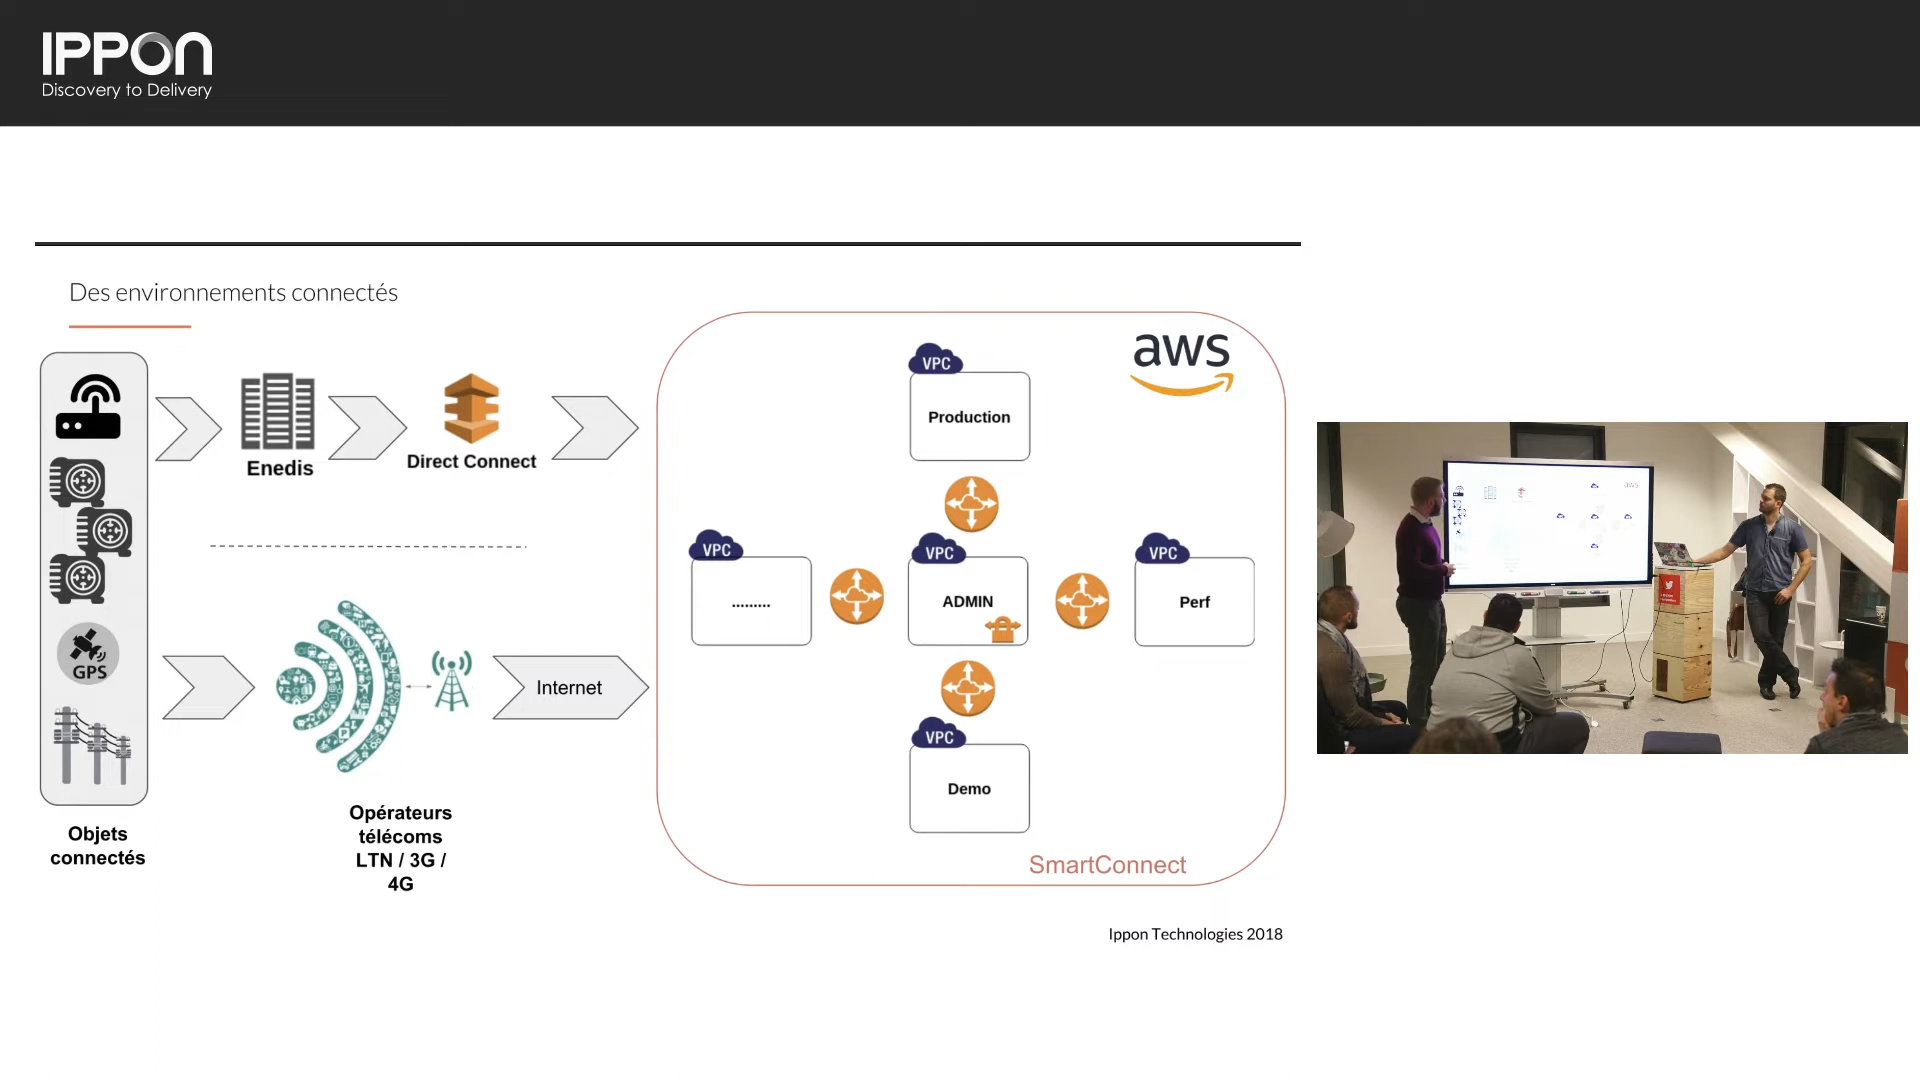 IPPON
Discovery to Delivery
Des environnements connectés
aws
VPC
Production
Enedis
Direct Connect
VPC
.........
VPC
ADMIN
VPC
Perf
GPS
Internet
VPC
Demo
Objets
connectés
Opérateurs
télécoms
LTN / 3G /
4G
SmartConnect
Ippon Technologies 2018
aws